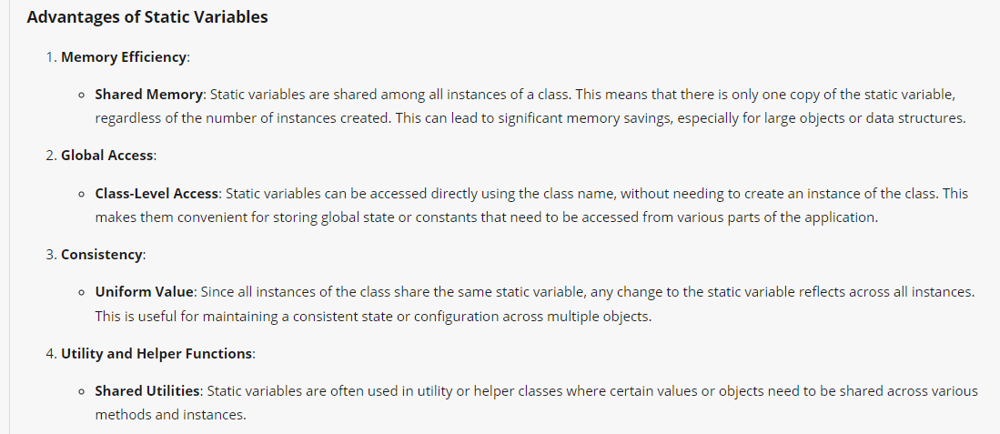 Advantages of Static Variables
1. Memory Efficiency:
Shared Memory: Static variables are shared among all instances of a class. This means that there is only one copy of the static variable,
regardless of the number of instances created. This can lead to significant memory savings, especially for large objects or data structures.
2. Global Access:
Class-Level Access: Static variables can be accessed directly using the class name, without needing to create an instance of the class. This
makes them convenient for storing global state or constants that need to be accessed from various parts of the application.
3. Consistency:
Uniform Value: Since all instances of the class share the same static variable, any change to the static variable reflects across all instances.
This is useful for maintaining a consistent state or configuration across multiple objects.
4. Utility and Helper Functions:
Shared Utilities: Static variables are often used in utility or helper classes where certain values or objects need to be shared across various
methods and instances.